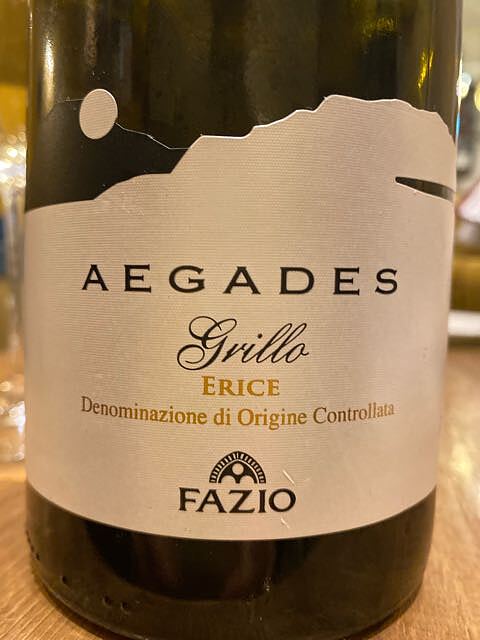 AEGADES
Grillo
ERICE
Denominazione di Origine Controllata
FAZIO